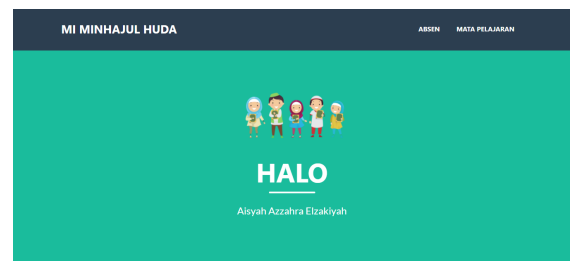 MI MINHAJUL HUDA
ABSEN MATA PELAJARAN
HALO
Aisyah Azzahra Elzakiyah